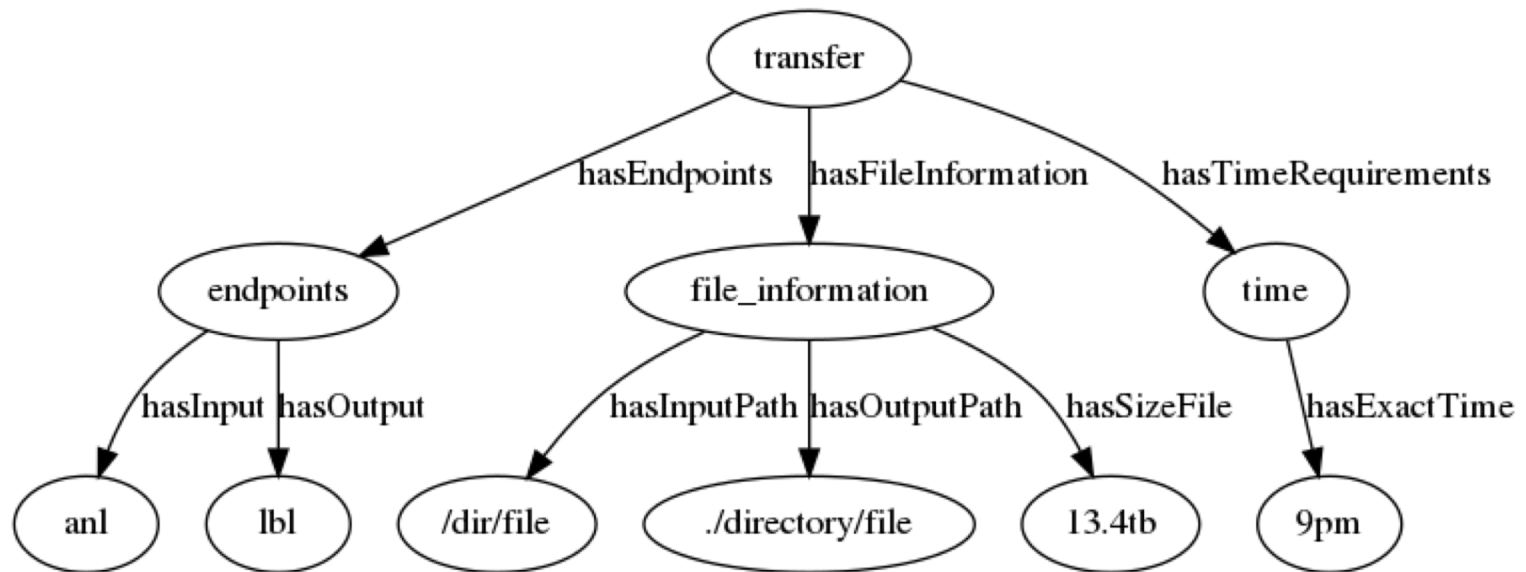 transfer
hasEndpoints hasFileInformation hasTimeRequirements
endpoints file_information time
hasInput hasOutput hasInputPath hasOutputPath hasSizeFile hasExactTime
anl lbl /dir/file ./directory/file 13.4tb 9pm